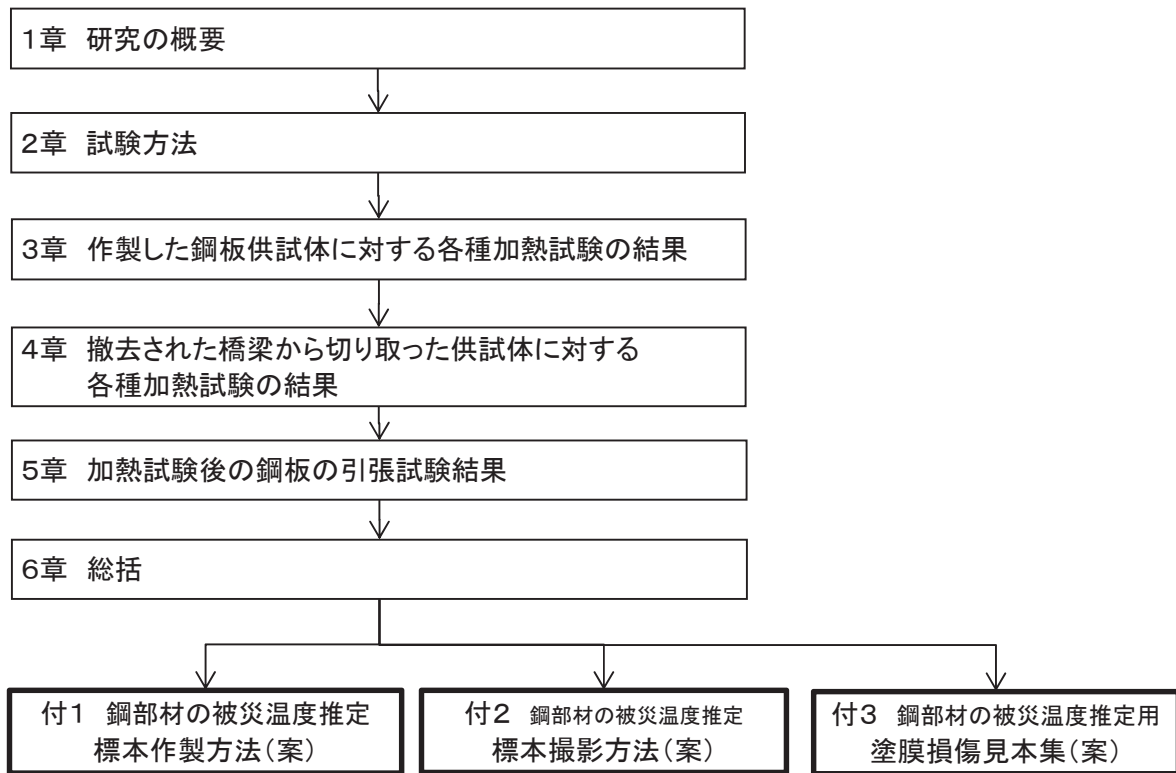 1章 研究の概要
2章 試験方法
3章 作製した鋼板供試体に対する各種加熱試験の結果
4章 撤去された橋梁から切り取った供試体に対する
各種加熱試験の結果
5章 加熱試験後の鋼板の引張試験結果
6章 総括
付1 鋼部材の被災温度推定
標本作製方法(案)
付2 鋼部材の被災温度推定
標本撮影方法(案)
付3 鋼部材の被災温度推定用
塗膜損傷見本集(案)